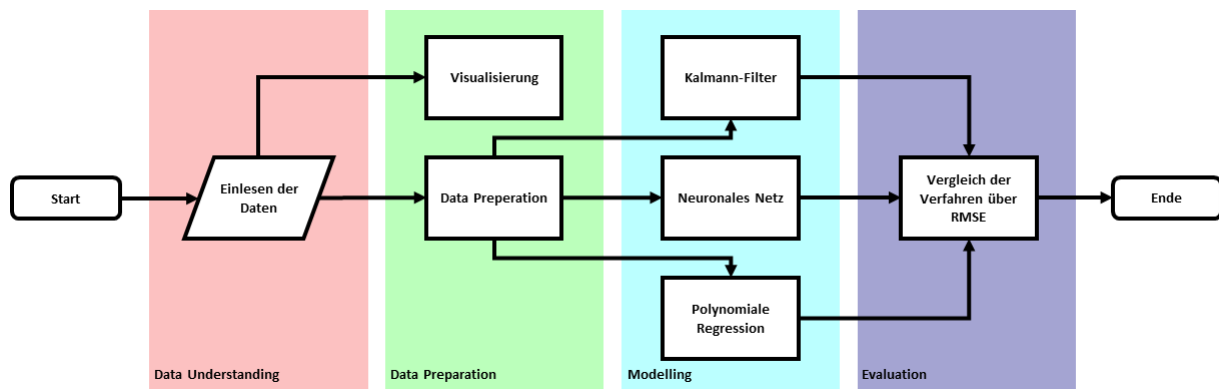 Start
Einlesen der
Daten
Data Understanding
Visualisierung
Data Preperation
Data Preparation
Kalmann-Filter
Neuronales Netz
Polynomiale
Regression
Modelling
Vergleich der
Verfahren über
RMSE
Evaluation
Ende